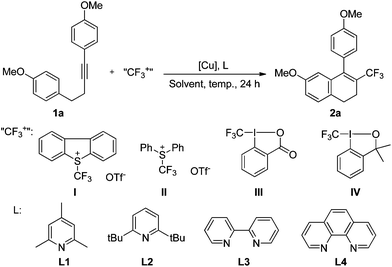 OMe
OMe
MeO
1a
+ "CF3+"
[Cu], L
Solvent, temp., 24 h
MeO
CF3
2a
"CF3+":
S+
CF3
OTf-
I
Ph S+ Ph
CF3
OTf-
II
F3C I O
O
III
F3C I O
IV
L:
N
L1
tBu N tBu
L2
N N
L3
N N
L4